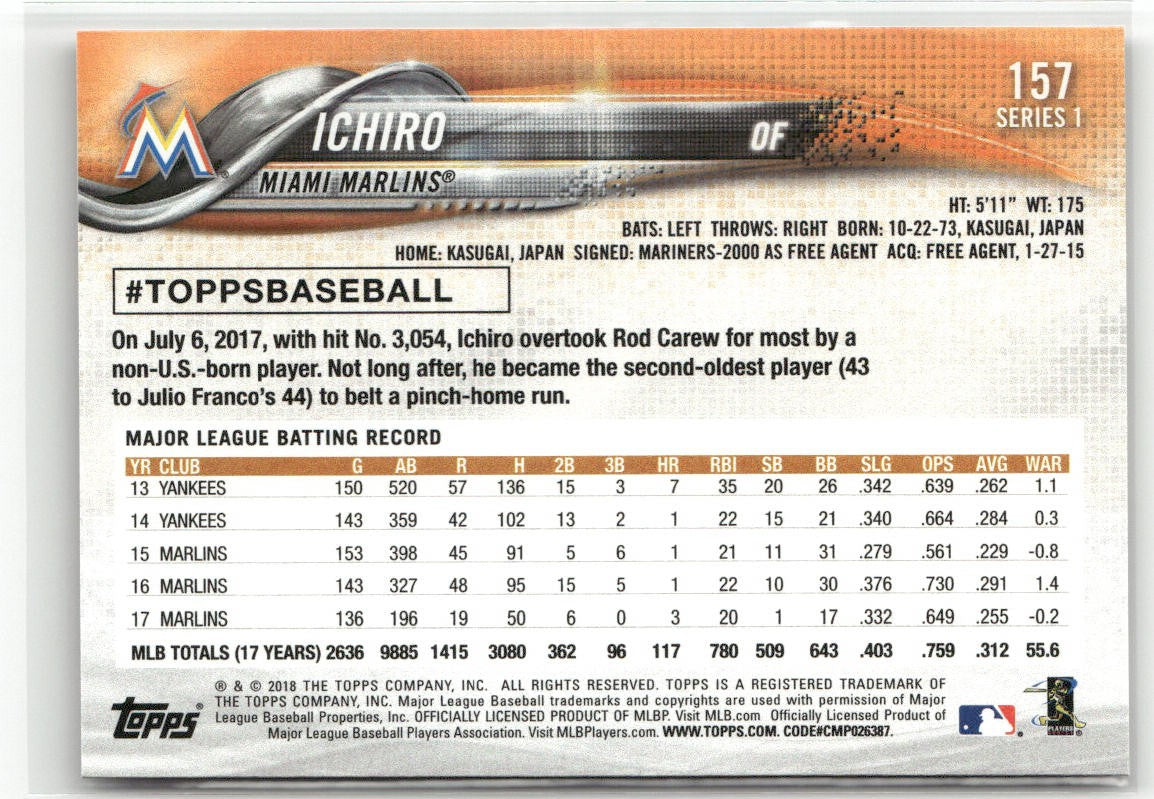 157
SERIES 1
M
ICHIRO
OF
MIAMI MARLINS®
HT: 5'11" WT: 175
BATS: LEFT THROWS: RIGHT BORN: 10-22-73, KASUGAI, JAPAN
HOME: KASUGAI, JAPAN SIGNED: MARINERS-2000 AS FREE AGENT ACQ: FREE AGENT, 1-27-15
#TOPPSBASEBALL
On July 6, 2017, with hit No. 3,054, Ichiro overtook Rod Carew for most by a
non-U.S.-born player. Not long after, he became the second-oldest player (43
to Julio Franco's 44) to belt a pinch-home run.
MAJOR LEAGUE BATTING RECORD
YR CLUB G AB R H 2B 3B HR RBI SB BB SLG OPS AVG WAR
13 YANKEES 150 520 57 136 15 3 7 35 20 26 .342 .639 .262 1.1
14 YANKEES 143 359 42 102 13 2 1 22 15 21 .340 .664 .284 0.3
15 MARLINS 153 398 45 91 5 6 1 21 11 31 .279 .561 .229 -0.8
16 MARLINS 143 327 48 95 15 5 1 22 10 30 .376 .730 .291 1.4
17 MARLINS 136 196 19 50 6 0 3 20 1 17 .332 .649 .255 -0.2
MLB TOTALS (17 YEARS) 2636 9885 1415 3080 362 96 117 780 509 643 .403 .759 .312 55.6
® & © 2018 THE TOPPS COMPANY, INC. ALL RIGHTS RESERVED. TOPPS IS A REGISTERED TRADEMARK OF
THE TOPPS COMPANY, INC. Major League Baseball trademarks and copyrights are used with permission of Major
League Baseball Properties, Inc. OFFICIALLY LICENSED PRODUCT OF MLBP. Visit MLB.com Officially Licensed Product of
Major League Baseball Players Association. Visit MLBPlayers.com. WWW.TOPPS.COM. CODE#CMP026387.
TOPPS®
PLAYERS